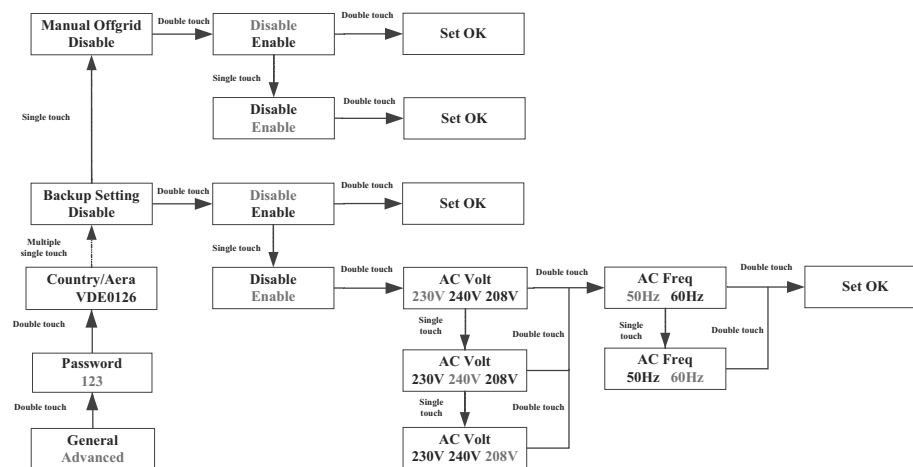 Manual Offgrid
Disable
Double touch
Disable
Enable
Double touch
Set OK
Single touch
Disable
Enable
Double touch
Set OK
Single touch
Backup Setting
Disable
Double touch
Disable
Enable
Double touch
Set OK
Multiple
single touch
Single touch
Country/Aera
VDE0126
Disable
Enable
Double touch
AC Volt
230V 240V 208V
Double touch
AC Freq
50Hz 60Hz
Double touch
Set OK
Double touch
Single
touch
Double touch
Single
touch
Double touch
Password
123
AC Volt
230V 240V 208V
AC Freq
50Hz 60Hz
Double touch
Single
touch
Double touch
General
Advanced
AC Volt
230V 240V 208V